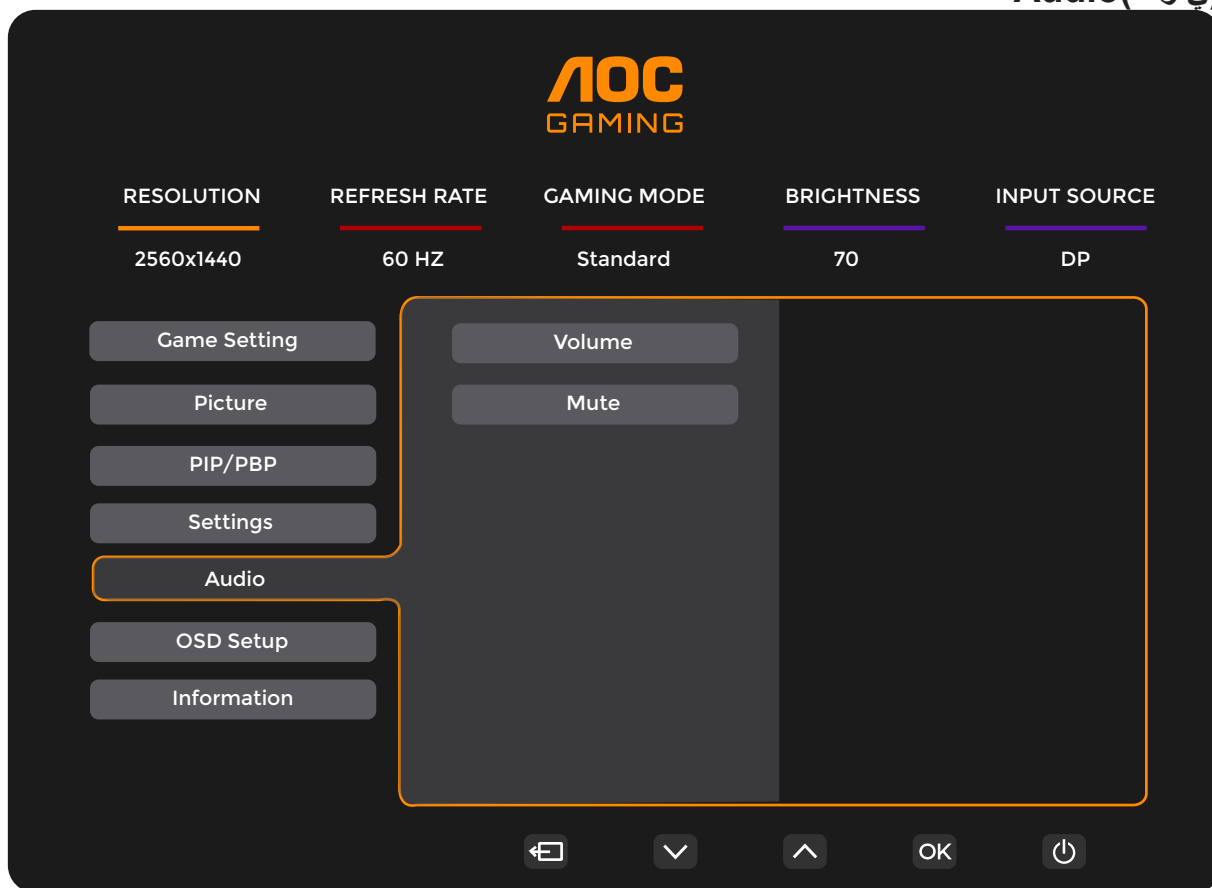 AOC
GAMING
RESOLUTION REFRESH RATE GAMING MODE BRIGHTNESS INPUT SOURCE
2560x1440 60 HZ Standard 70 DP
Game Setting
Volume
Picture
Mute
PIP/PBP
Settings
Audio
OSD Setup
Information
OK